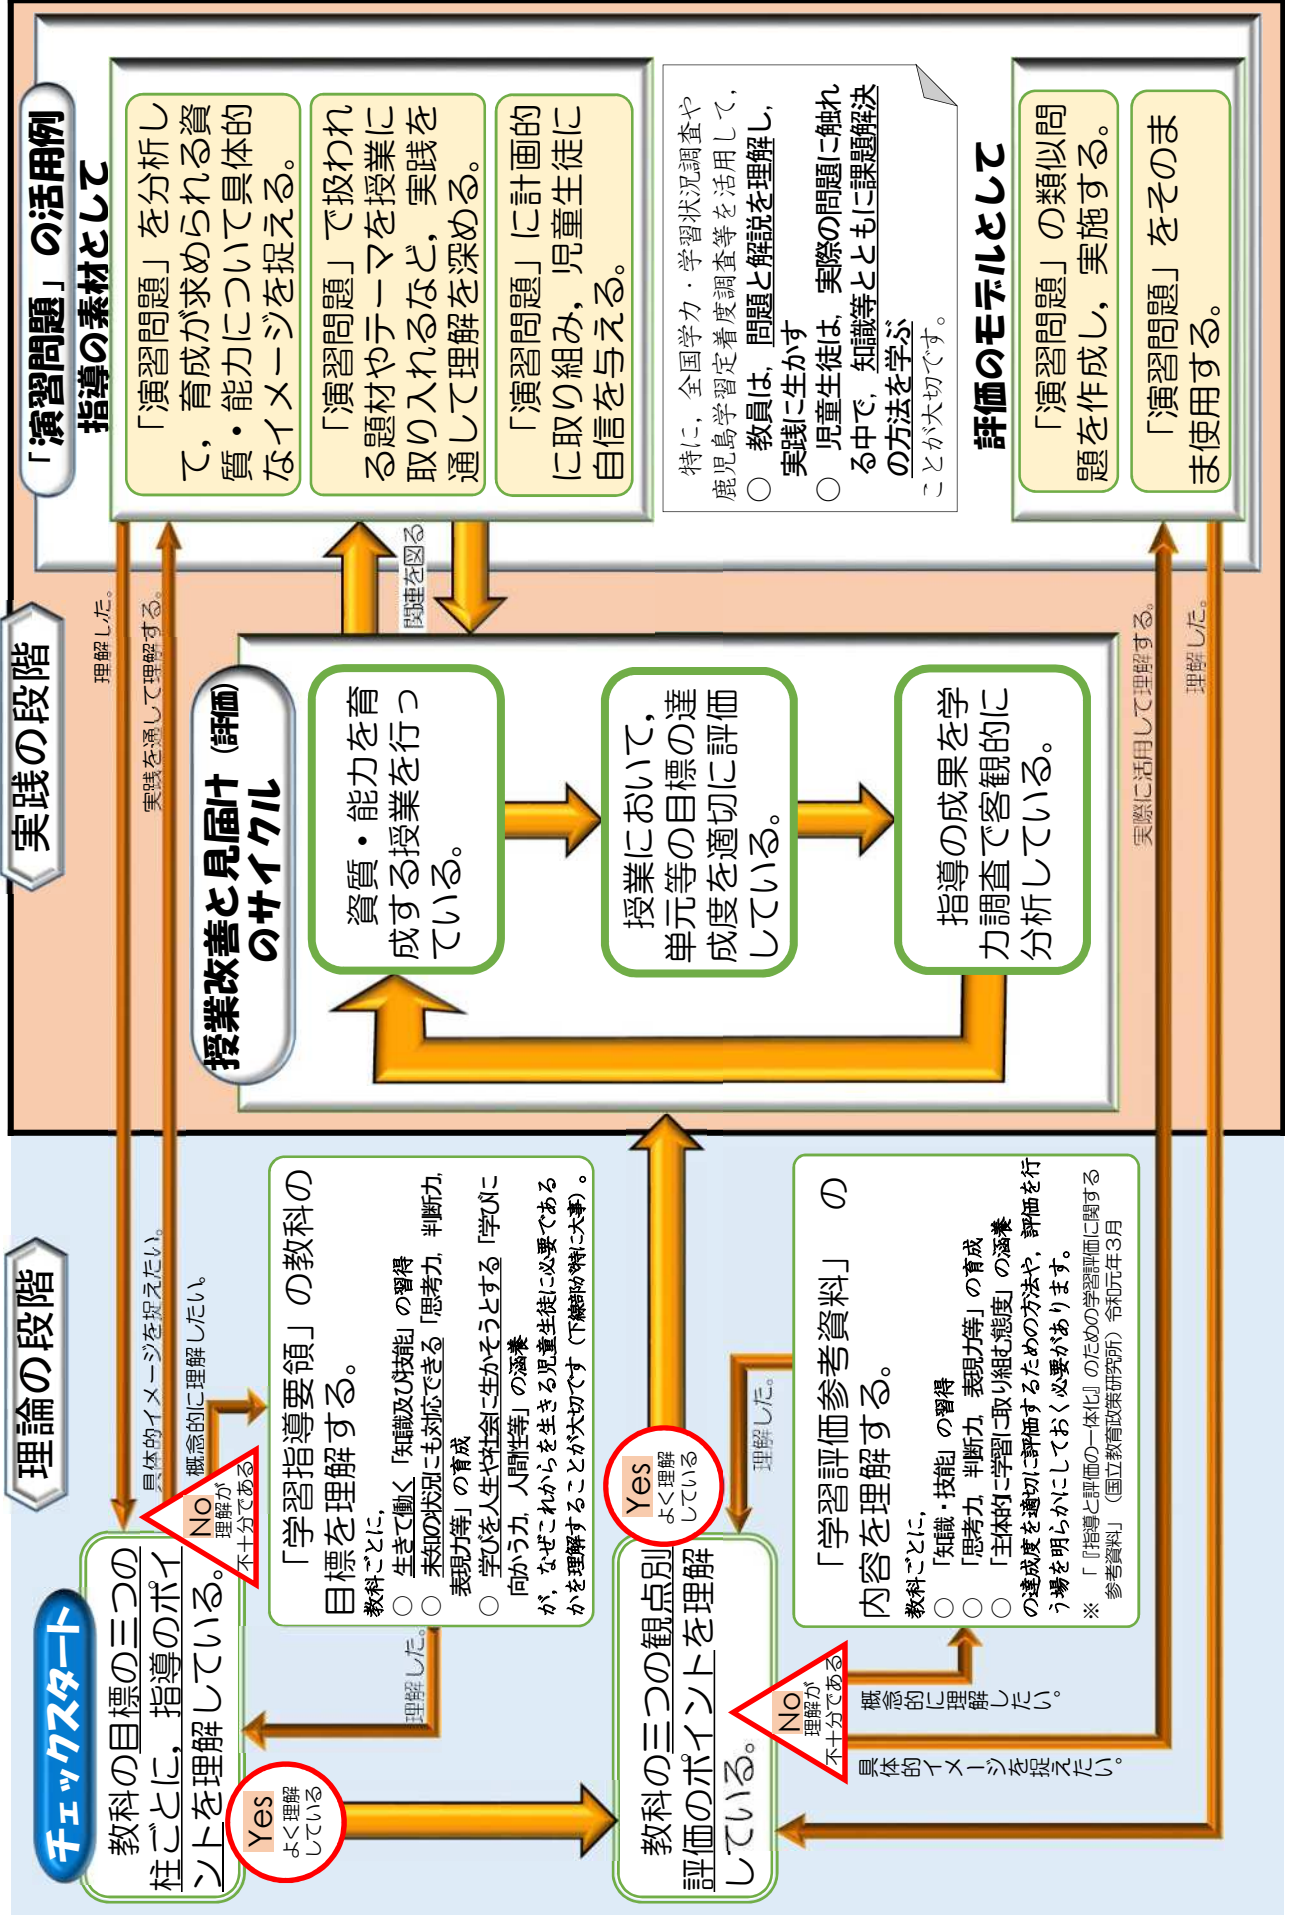 理論の段階
チェックスタート
教科の目標の三つの
柱ごとに，指導のポイ
ントを理解している。
No
理解が
不十分である
具体的イメージを捉えたい。
概念的に理解したい。
「学習指導要領」の教科の
目標を理解する。
教科ごとに，
○　生きて働く「知識及び技能」の習得
○　未知の状況にも対応できる「思考力，判断力，
表現力等」の育成
○　学びを人生や社会に生かそうとする「学びに
向かう力，人間性等」の涵養
が，なぜこれからを生きる児童生徒に必要である
かを理解することが大切です（下線部が特に大事）。
理解した。
Yes
よく理解
している
教科の三つの観点別
評価のポイントを理解
している。
Yes
よく理解
している
No
理解が
不十分である
概念的に理解したい。
具体的イメージを捉えたい。
理解した。
「学習評価参考資料」　の
内容を理解する。
教科ごとに，
○　「知識・技能」の習得
○　「思考力，判断力，表現力等」の育成
○　「主体的に学習に取り組む態度」の涵養
の達成度を適切に評価するための方法や，評価を行
う場を明らかにしておく必要があります。
※　「『指導と評価の一体化』のための学習評価に関する
参考資料」（国立教育政策研究所）令和元年３月
実践の段階
理解した。
実践を通して理解する。
授業改善と見届け（評価）
のサイクル
資質・能力を育
成する授業を行っ
ている。
授業において，
単元等の目標の達
成度を適切に評価
している。
指導の成果を学
力調査で客観的に
分析している。
関連を図る
実際に活用して理解する。
理解した。
「演習問題」の活用例
指導の素材として
「演習問題」を分析し
て，育成が求められる資
質・能力について具体的
なイメージを捉える。
「演習問題」で扱われ
る題材やテーマを授業に
取り入れるなど，実践を
通して理解を深める。
「演習問題」に計画的
に取り組み，児童生徒に
自信を与える。
特に，全国学力・学習状況調査や
鹿児島学習定着度調査等を活用して，
○　教員は，問題と解説を理解し，
実践に生かす
○　児童生徒は，実際の問題に触れ
る中で，知識等とともに課題解決
の方法を学ぶ
ことが大切です。
評価のモデルとして
「演習問題」の類似問
題を作成し，実施する。
「演習問題」をそのま
ま使用する。